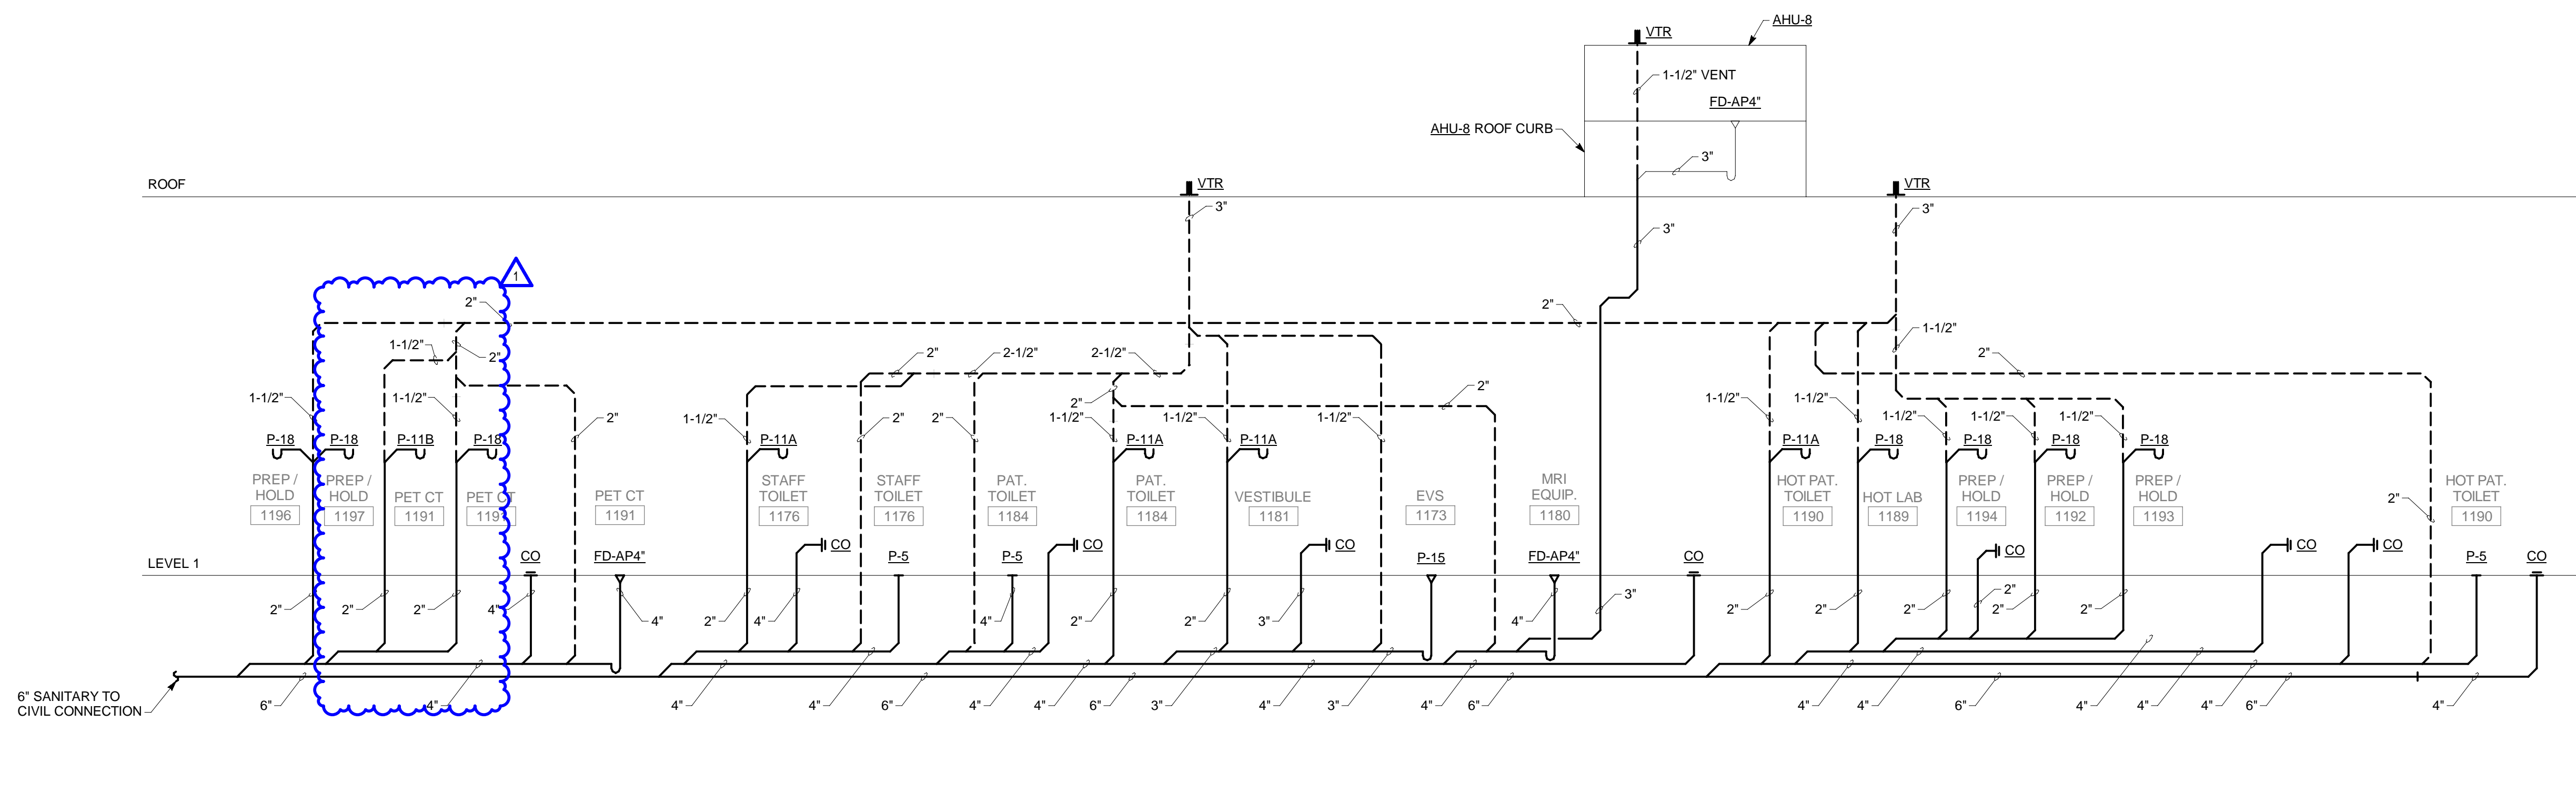 AHU-8
VTR
1-1/2" VENT
FD-AP4"
AHU-8 ROOF CURB
3"
ROOF
VTR
VTR
3"
3"
3"
1
2"
2"
1-1/2"
1-1/2"
2"
2"
2-1/2"
2-1/2"
2"
2"
2"
1-1/2"
1-1/2"
1-1/2"
1-1/2"
2"
2"
2"
1-1/2"
1-1/2"
1-1/2"
1-1/2"
1-1/2"
1-1/2"
1-1/2"
1-1/2"
2"
P-18
P-18
P-11B
P-18
P-11A
P-11A
P-11A
P-11A
P-18
P-18
P-18
P-18
PREP /
HOLD
1196
PREP /
HOLD
1197
PET CT
1191
PET CT
1191
PET CT
1191
STAFF
TOILET
1176
STAFF
TOILET
1176
PAT.
TOILET
1184
PAT.
TOILET
1184
VESTIBULE
1181
EVS
1173
MRI
EQUIP.
1180
HOT PAT.
TOILET
1190
HOT LAB
1189
PREP /
HOLD
1194
PREP /
HOLD
1192
PREP /
HOLD
1193
HOT PAT.
TOILET
1190
LEVEL 1
CO
FD-AP4"
CO
P-5
P-5
CO
CO
P-15
FD-AP4"
CO
CO
CO
CO
P-5
CO
2"
2"
2"
4"
4"
2"
4"
4"
2"
2"
3"
4"
3"
2"
2"
2"
2"
2"
2"
6" SANITARY TO
CIVIL CONNECTION
6"
4"
4"
4"
6"
4"
4"
6"
3"
4"
3"
4"
6"
4"
4"
6"
4"
4"
4"
6"
4"